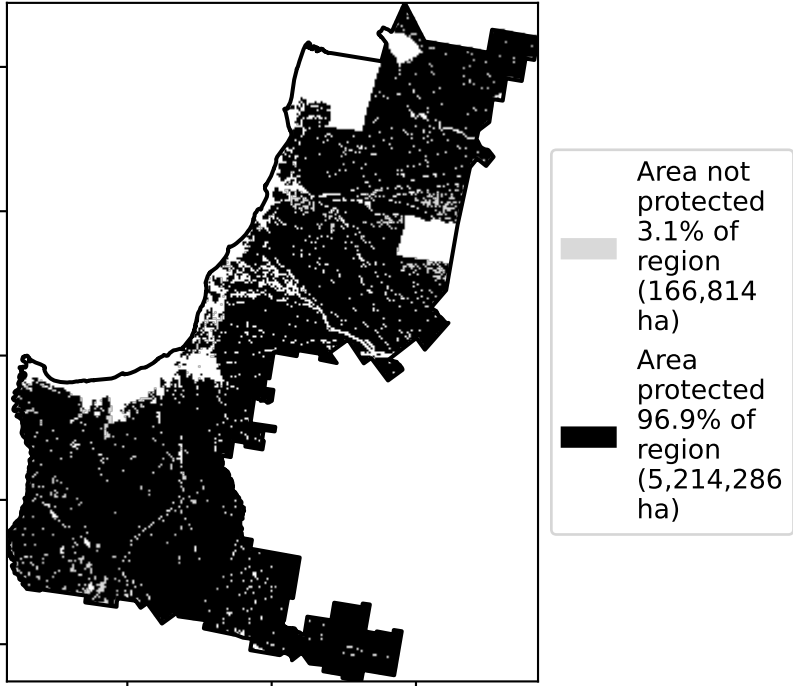 Area not
protected
3.1% of
region
(166,814
ha)
Area
protected
96.9% of
region
(5,214,286
ha)